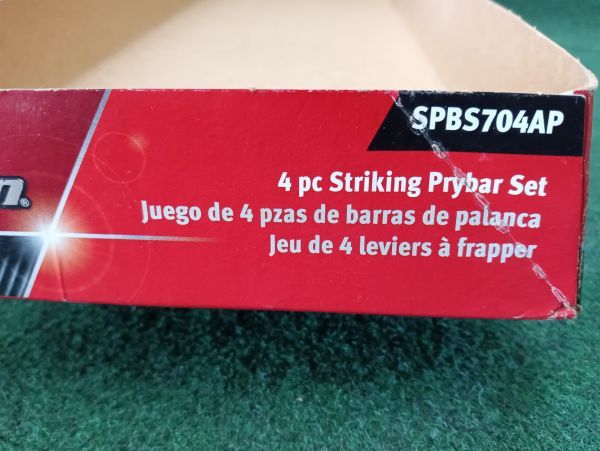 SPBS704AP
4 pc Striking Prybar Set
Juego de 4 pzas de barras de palanca
Jeu de 4 leviers à frapper
n®